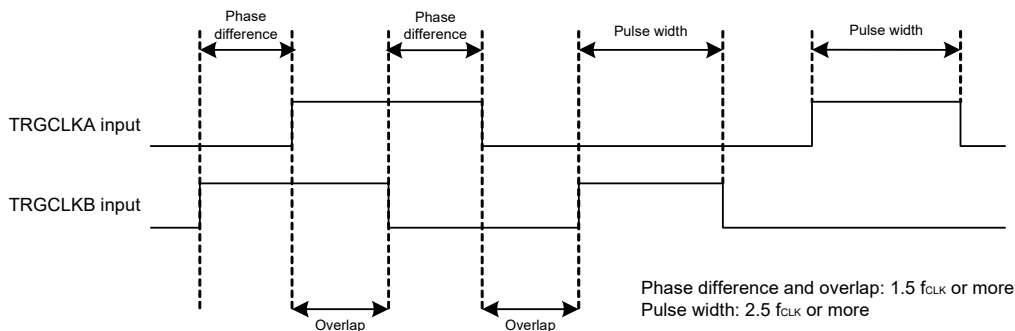 Phase
difference
Phase
difference
Pulse width
Pulse width
TRGCLKA input
TRGCLKB input
Overlap
Overlap
Phase difference and overlap: 1.5 fCLK or more
Pulse width: 2.5 fCLK or more